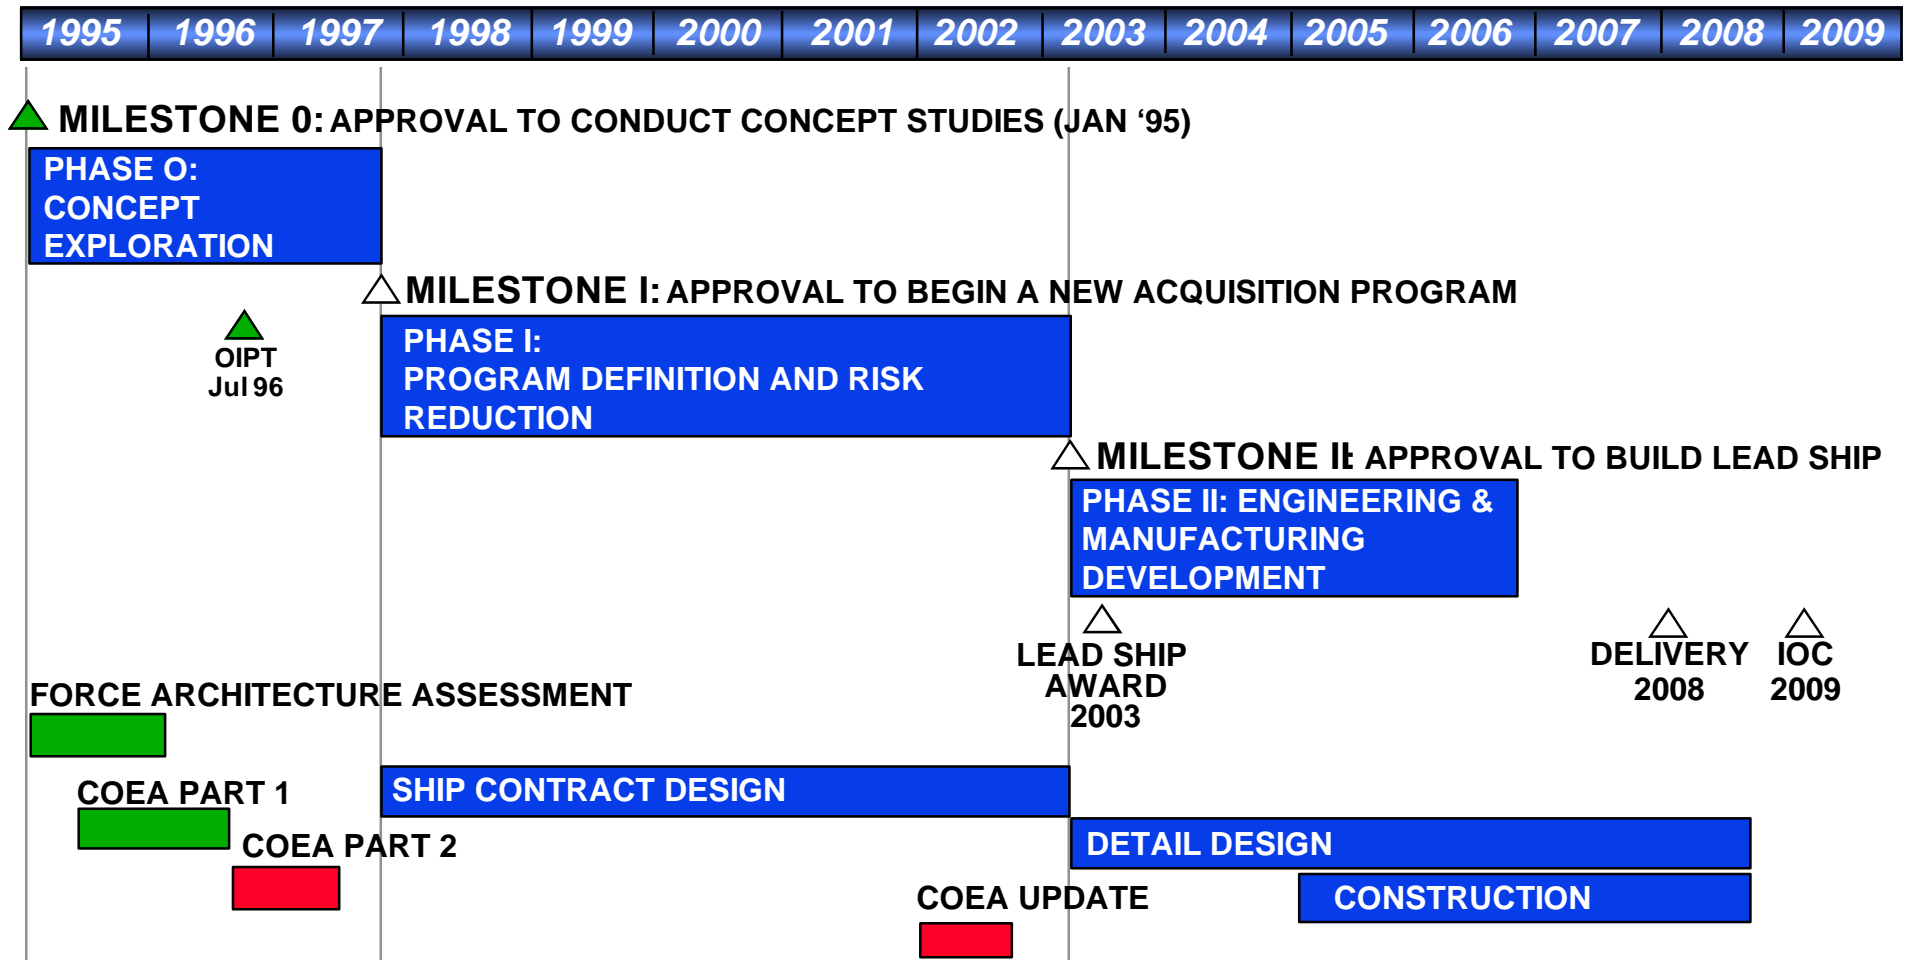 1995 1996 1997 1998 1999 2000 2001 2002 2003 2004 2005 2006 2007 2008 2009
MILESTONE 0: APPROVAL TO CONDUCT CONCEPT STUDIES (JAN ‘95)
PHASE O:
CONCEPT
EXPLORATION
MILESTONE I: APPROVAL TO BEGIN A NEW ACQUISITION PROGRAM
OIPT
Jul 96
PHASE I:
PROGRAM DEFINITION AND RISK
REDUCTION
MILESTONE II: APPROVAL TO BUILD LEAD SHIP
PHASE II: ENGINEERING &
MANUFACTURING
DEVELOPMENT
LEAD SHIP
AWARD
2003
DELIVERY
2008
IOC
2009
FORCE ARCHITECTURE ASSESSMENT
COEA PART 1
SHIP CONTRACT DESIGN
COEA PART 2
DETAIL DESIGN
COEA UPDATE
CONSTRUCTION